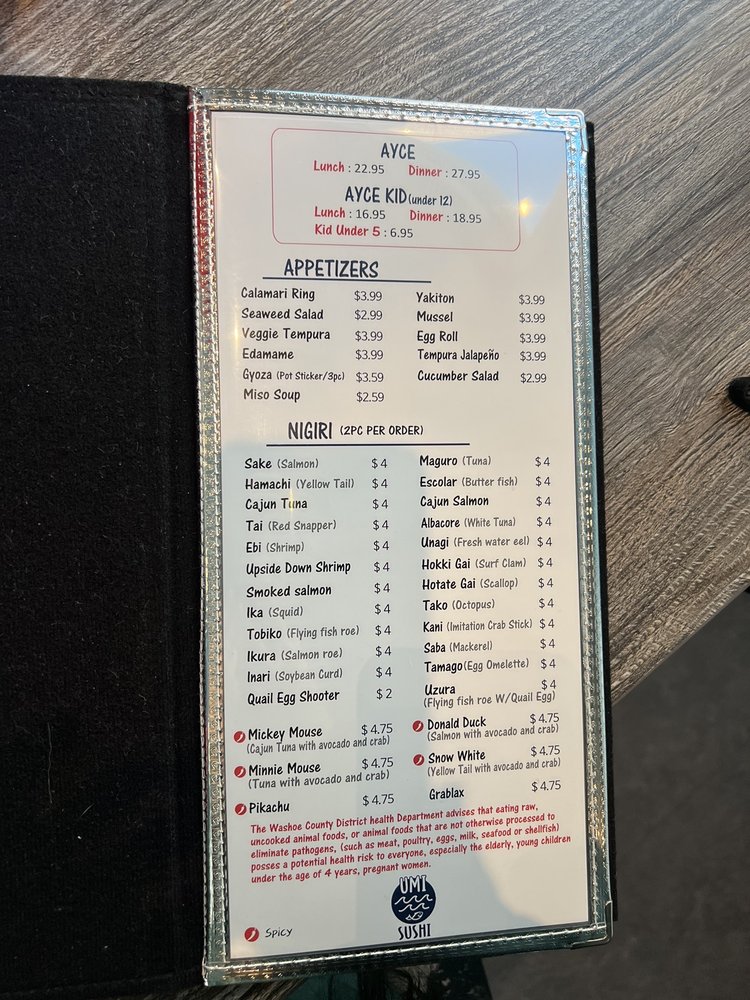 AYCE
Lunch : 22.95 Dinner : 27.95
AYCE KID(under 12)
Lunch : 16.95 Dinner : 18.95
Kid Under 5 : 6.95
APPETIZERS
Calamari Ring $3.99
Seaweed Salad $2.99
Veggie Tempura $3.99
Edamame $3.99
Gyoza (Pot Sticker/3pc) $3.59
Miso Soup $2.59
Yakiton $3.99
Mussel $3.99
Egg Roll $3.99
Tempura Jalapeño $3.99
Cucumber Salad $2.99
NIGIRI (2PC PER ORDER)
Sake (Salmon) $4
Hamachi (Yellow Tail) $4
Cajun Tuna $4
Tai (Red Snapper) $4
Ebi (Shrimp) $4
Upside Down Shrimp $4
Smoked salmon $4
Ika (Squid) $4
Tobiko (Flying fish roe) $4
Ikura (Salmon roe) $4
Inari (Soybean Curd) $4
Quail Egg Shooter $2
Maguro (Tuna) $4
Escolar (Butter fish) $4
Cajun Salmon $4
Albacore (White Tuna) $4
Unagi (Fresh water eel) $4
Hokki Gai (Surf Clam) $4
Hotate Gai (Scallop) $4
Tako (Octopus) $4
Kani (Imitation Crab Stick) $4
Saba (Mackerel) $4
Tamago(Egg Omelette) $4
Uzura $4
(Flying fish roe W/Quail Egg)
Mickey Mouse $4.75
(Cajun Tuna with avocado and crab)
Minnie Mouse $4.75
(Tuna with avocado and crab)
Pikachu $4.75
Donald Duck $4.75
(Salmon with avocado and crab)
Snow White $4.75
(Yellow Tail with avocado and crab)
Grablax $4.75
The Washoe County District health Department advises that eating raw,
uncooked animal foods, or animal foods that are not otherwise processed to
eliminate pathogens, (such as meat, poultry, eggs, milk, seafood or shellfish)
posses a potential health risk to everyone, especially the elderly, young children
under the age of 4 years, pregnant women.
UMI
SUSHI
Spicy